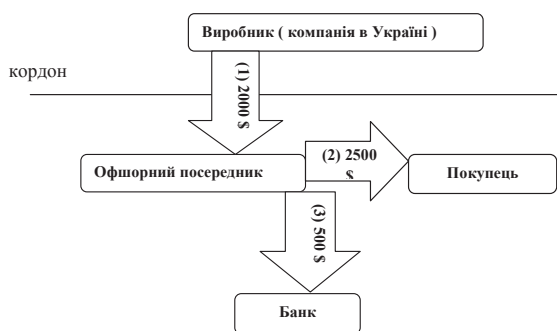 Виробник ( компанія в Україні )
кордон
(1) 2000 $
Офшорний посередник
(2) 2500
$
Покупець
(3) 500 $
Банк